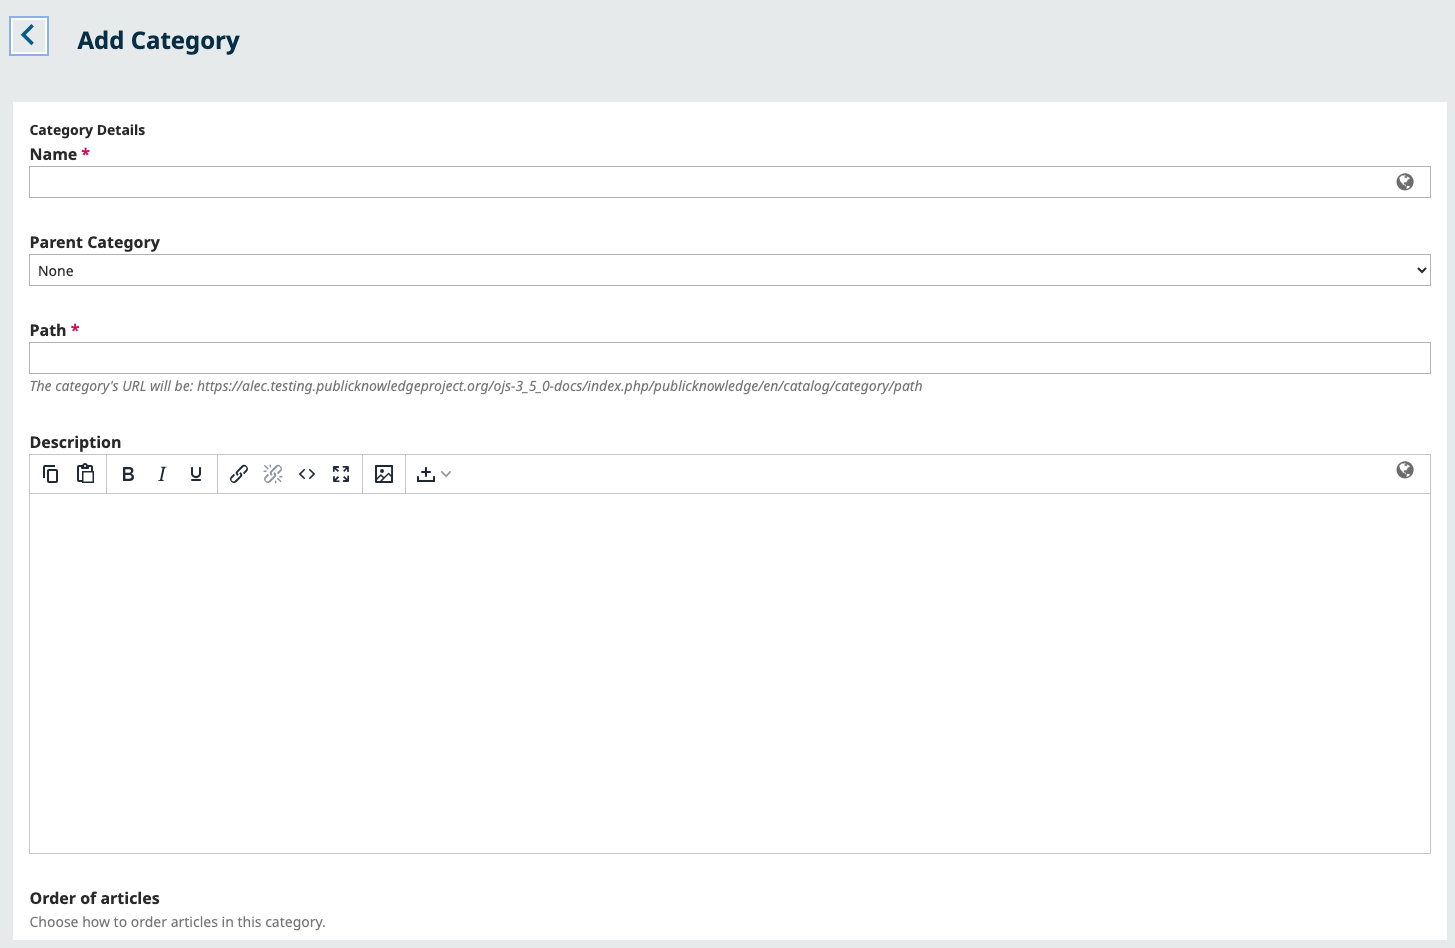 Add Category
Category Details
Name *
Parent Category
None
Path *
The category's URL will be: https://alec.testing.publicknowledgeproject.org/ojs-3_5_0-docs/index.php/publicknowledge/en/catalog/category/path
Description
B I U
Order of articles
Choose how to order articles in this category.